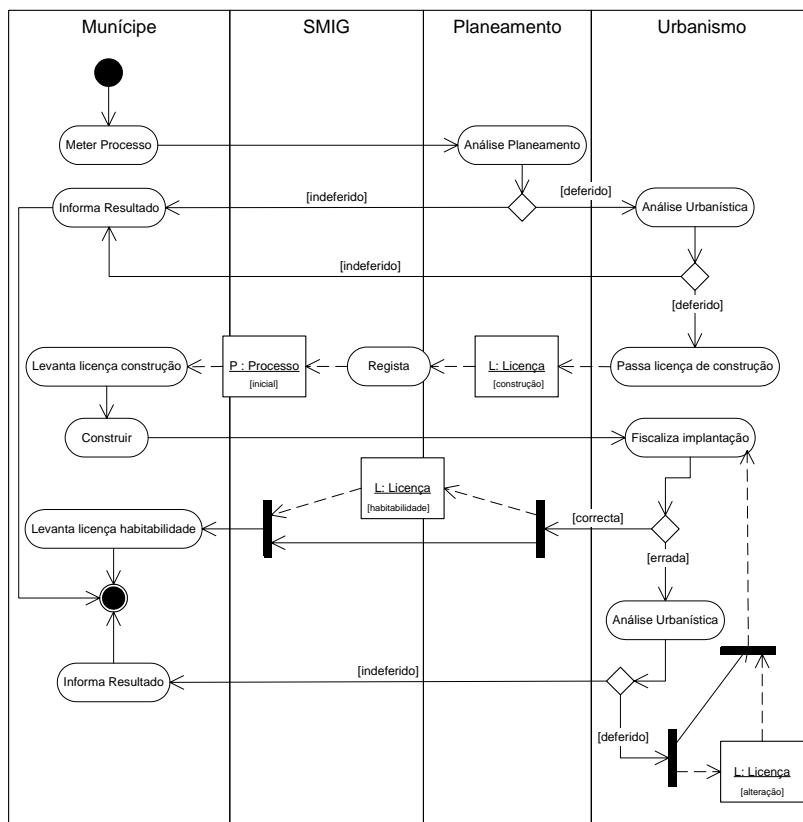 Munícipe
SMIG
Planeamento
Urbanismo
Meter Processo
Análise Planeamento
Informa Resultado
[indeferido]
[deferido]
Análise Urbanística
[indeferido]
[deferido]
Levanta licença construção
P : Processo
[inicial]
Regista
L: Licença
[construção]
Passa licença de construção
Construir
Fiscaliza implantação
L: Licença
[habitabilidade]
Levanta licença habitabilidade
[correcta]
[errada]
Análise Urbanística
Informa Resultado
[indeferido]
[deferido]
L: Licença
[alteração]